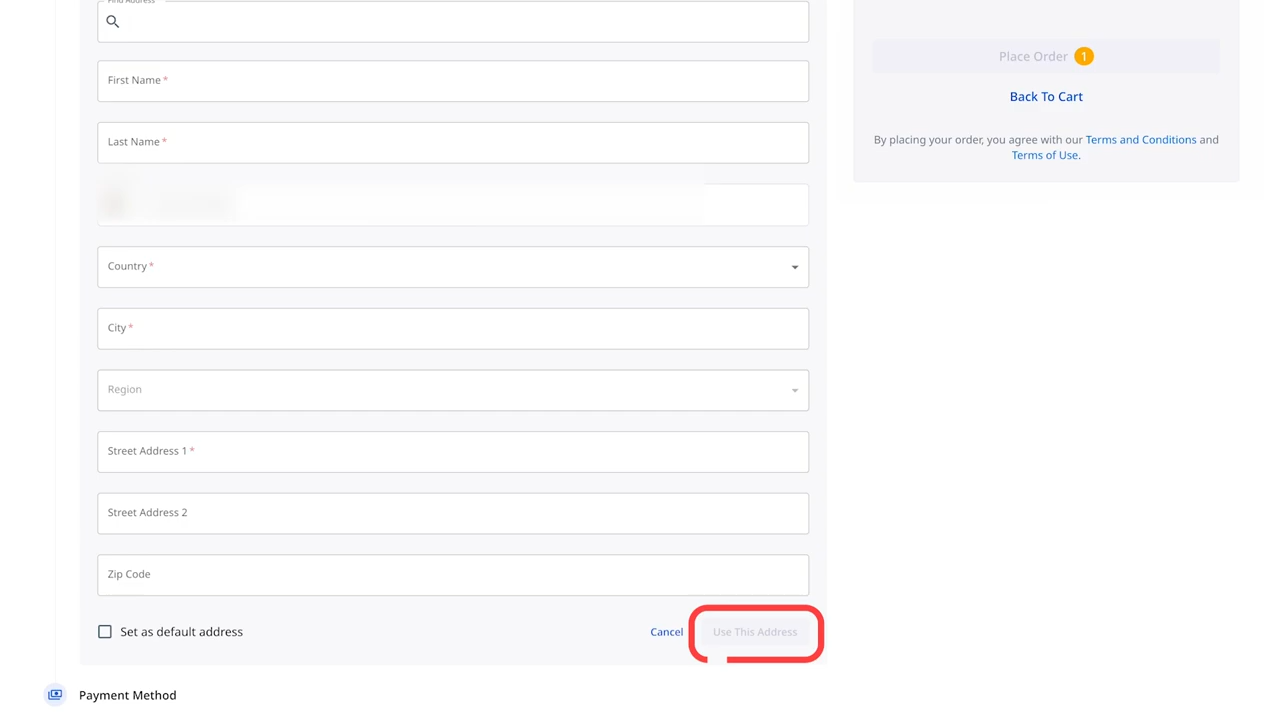 Find Address
First Name *
Last Name *
Country *
City *
Region
Street Address 1 *
Street Address 2
Zip Code
Set as default address
Cancel
Use This Address
Payment Method
Place Order 1
Back To Cart
By placing your order, you agree with our Terms and Conditions and
Terms of Use.